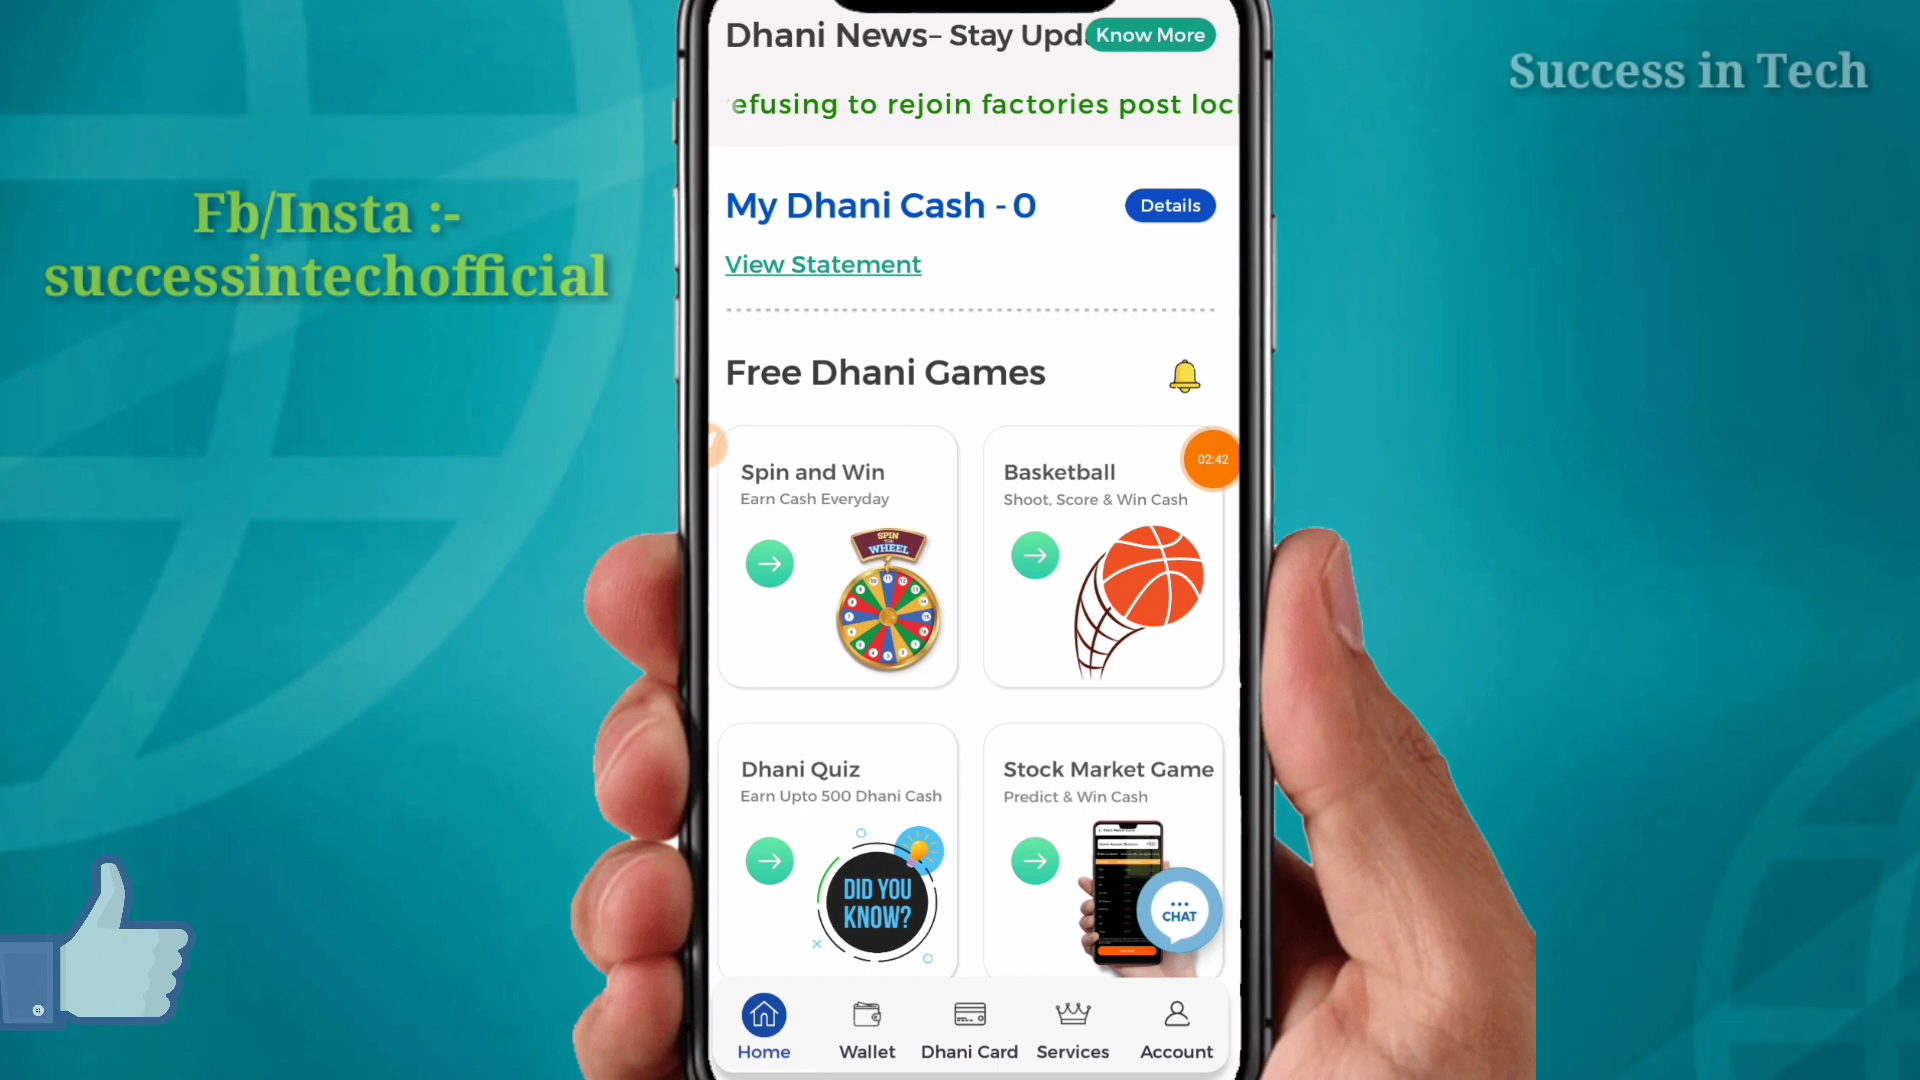 Dhani News– Stay Upd
Know More
Success in Tech
efusing to rejoin factories post loc
Fb/Insta :-
successintechofficial
My Dhani Cash - 0
Details
View Statement
Free Dhani Games
Spin and Win
Earn Cash Everyday
SPIN
WHEEL
Basketball
Shoot, Score & Win Cash
02:42
Dhani Quiz
Earn Upto 500 Dhani Cash
DID YOU
KNOW?
Stock Market Game
Predict & Win Cash
CHAT
Home
Wallet
Dhani Card
Services
Account